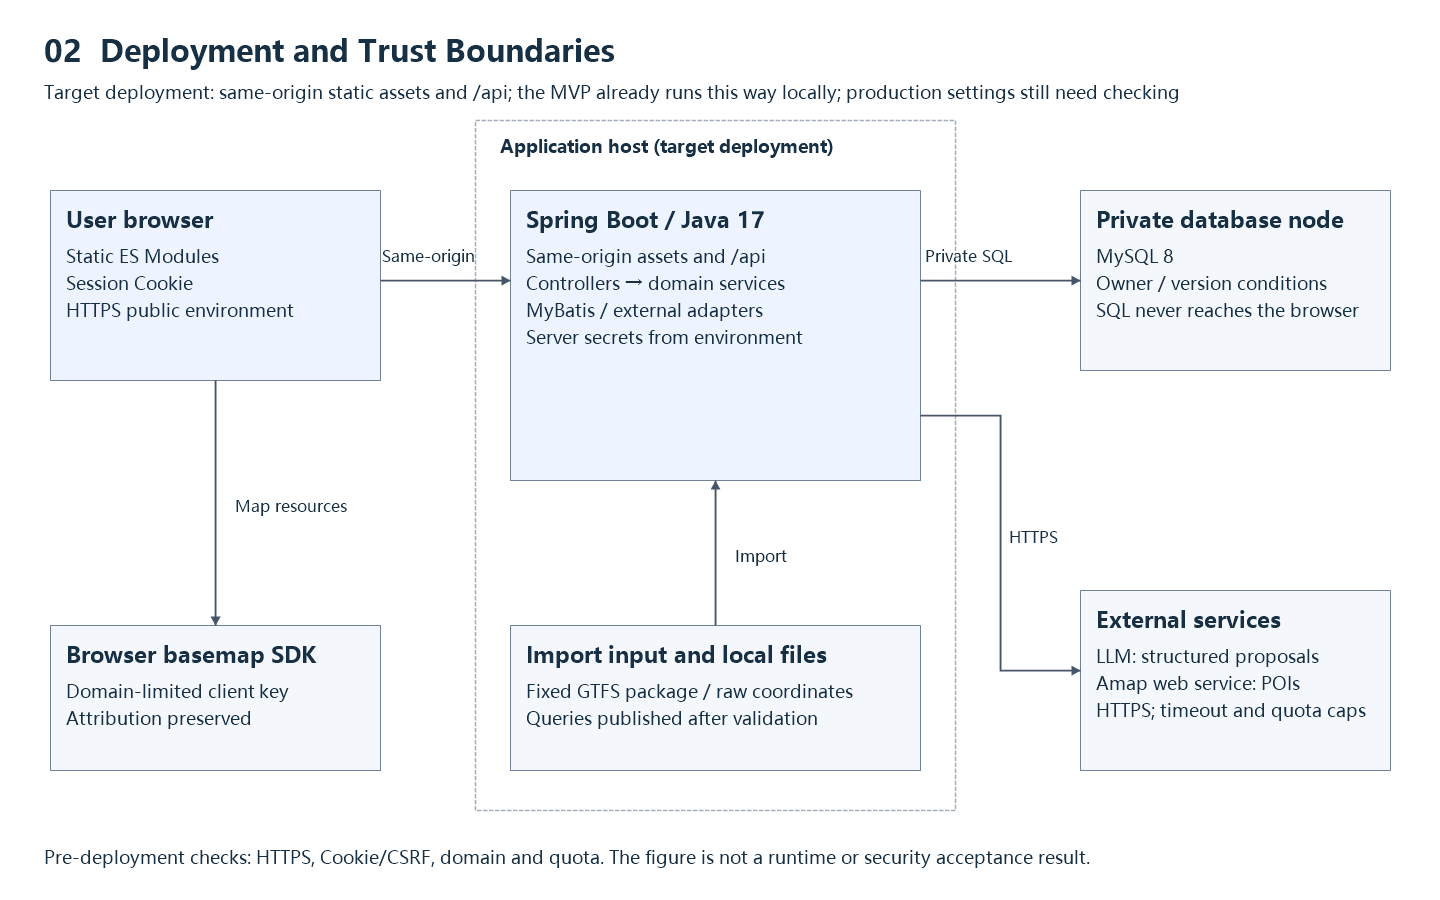 02 Deployment and Trust Boundaries
Target deployment: same-origin static assets and /api; the MVP already runs this way locally; production settings still need checking
Application host (target deployment)
User browser
Static ES Modules
Session Cookie
HTTPS public environment
Same-origin
Spring Boot / Java 17
Same-origin assets and /api
Controllers → domain services
MyBatis / external adapters
Server secrets from environment
Private SQL
Private database node
MySQL 8
Owner / version conditions
SQL never reaches the browser
Map resources
Import
HTTPS
Browser basemap SDK
Domain-limited client key
Attribution preserved
Import input and local files
Fixed GTFS package / raw coordinates
Queries published after validation
External services
LLM: structured proposals
Amap web service: POIs
HTTPS; timeout and quota caps
Pre-deployment checks: HTTPS, Cookie/CSRF, domain and quota. The figure is not a runtime or security acceptance result.